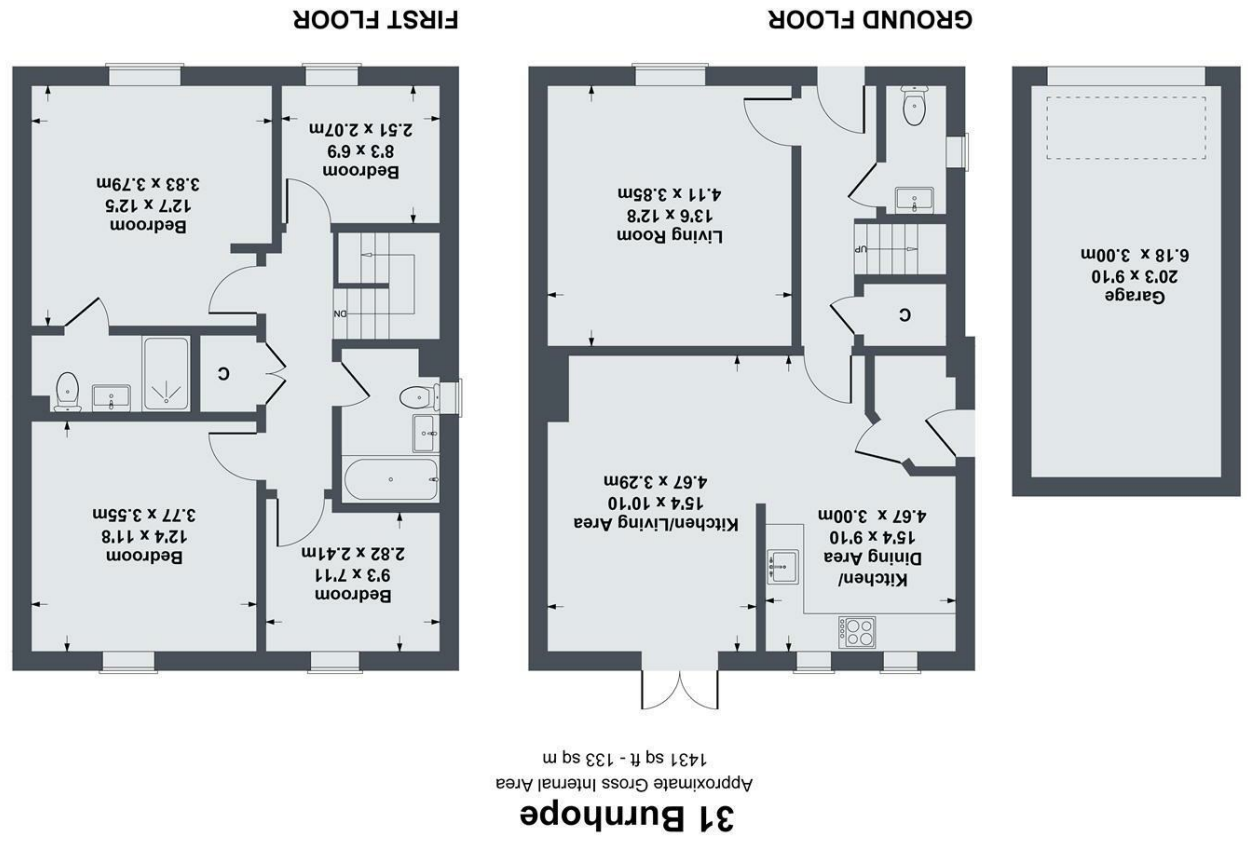 31 Burnhope
Approximate Gross Internal Area
1431 sq ft - 133 sq m
Garage
20'3 x 9'10
6.18 x 3.00m
Kitchen/
Dining Area
15'4 x 9'10
4.67 x 3.00m
Kitchen/Living Area
15'4 x 10'10
4.67 x 3.29m
C
UP
Living Room
13'6 x 12'8
4.11 x 3.85m
GROUND FLOOR
Bedroom
9'3 x 7'11
2.82 x 2.41m
Bedroom
12'4 x 11'8
3.77 x 3.55m
C
DN
Bedroom
8'3 x 6'9
2.51 x 2.07m
Bedroom
12'7 x 12'5
3.83 x 3.79m
FIRST FLOOR